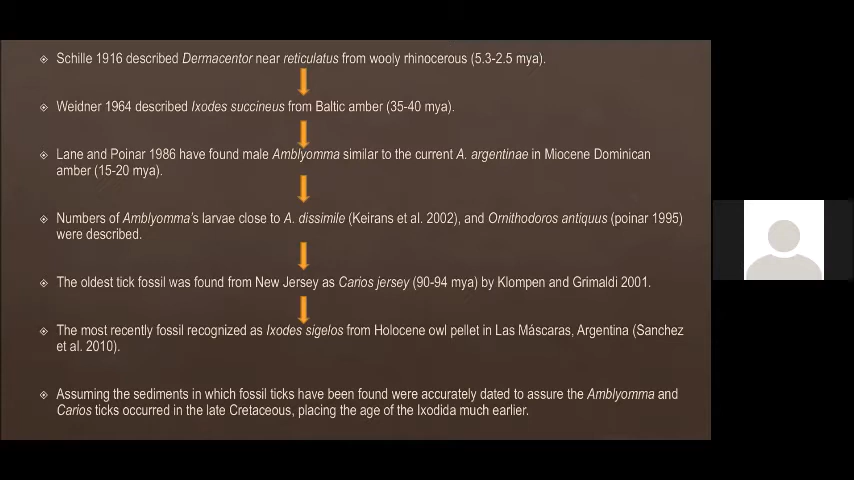 Schille 1916 described Dermacentor near reticulatus from wooly rhinocerous (5.3-2.5 mya).
Weidner 1964 described Ixodes succineus from Baltic amber (35-40 mya).
Lane and Poinar 1986 have found male Amblyomma similar to the current A. argentinae in Miocene Dominican
amber (15-20 mya).
Numbers of Amblyomma's larvae close to A. dissimile (Keirans et al. 2002), and Ornithodoros antiquus (poinar 1995)
were described.
The oldest tick fossil was found from New Jersey as Carios jersey (90-94 mya) by Klompen and Grimaldi 2001.
The most recently fossil recognized as Ixodes sigelos from Holocene owl pellet in Las Máscaras, Argentina (Sanchez
et al. 2010).
Assuming the sediments in which fossil ticks have been found were accurately dated to assure the Amblyomma and
Carios ticks occurred in the late Cretaceous, placing the age of the Ixodida much earlier.